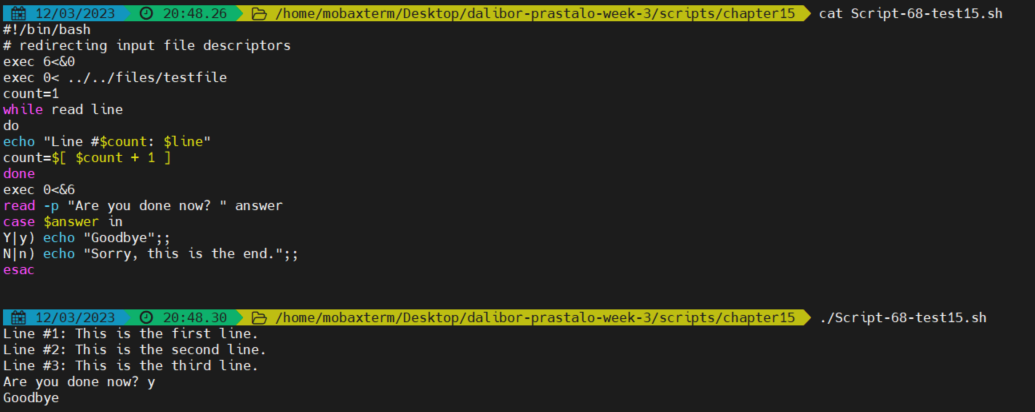 12/03/2023 20:48.26 /home/mobaxterm/Desktop/dalibor-prastalo-week-3/scripts/chapter15 cat Script-68-test15.sh
#!/bin/bash
# redirecting input file descriptors
exec 6<&0
exec 0< ../../files/testfile
count=1
while read line
do
echo "Line #$count: $line"
count=$[ $count + 1 ]
done
exec 0<&6
read -p "Are you done now? " answer
case $answer in
Y|y) echo "Goodbye";;
N|n) echo "Sorry, this is the end.";;
esac
12/03/2023 20:48.30 /home/mobaxterm/Desktop/dalibor-prastalo-week-3/scripts/chapter15 ./Script-68-test15.sh
Line #1: This is the first line.
Line #2: This is the second line.
Line #3: This is the third line.
Are you done now? y
Goodbye